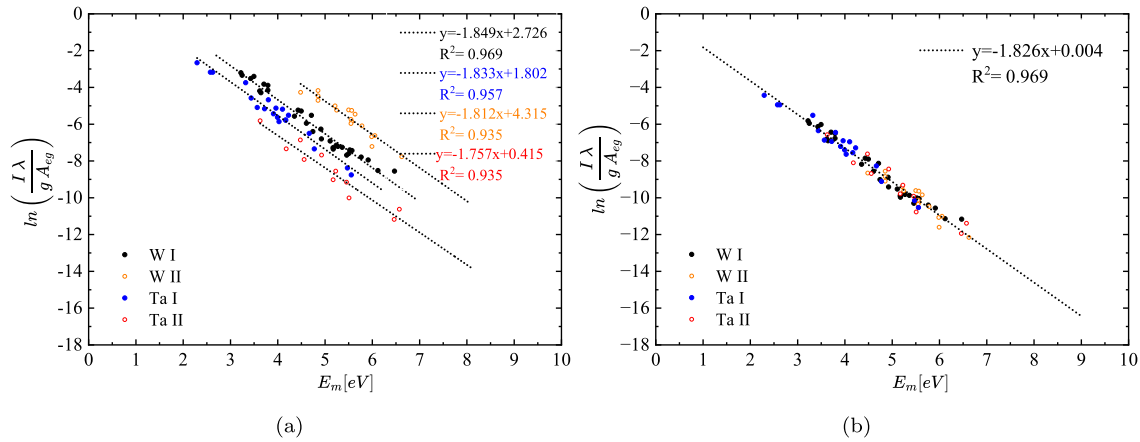 0
-2
-4
-6
-8
-10
-12
-14
-16
-18
0 1 2 3 4 5 6 7 8 9 10
ln (I λ / g A_eg)
E_m[eV]
y=-1.849x+2.726
R²= 0.969
y=-1.833x+1.802
R²= 0.957
y=-1.812x+4.315
R²= 0.935
y=-1.757x+0.415
R²= 0.935
W I
W II
Ta I
Ta II
(a)
0
−2
−4
−6
−8
−10
−12
−14
−16
−18
0 1 2 3 4 5 6 7 8 9 10
ln (I λ / g A_eg)
E_m[eV]
y=-1.826x+0.004
R²= 0.969
W I
W II
Ta I
Ta II
(b)